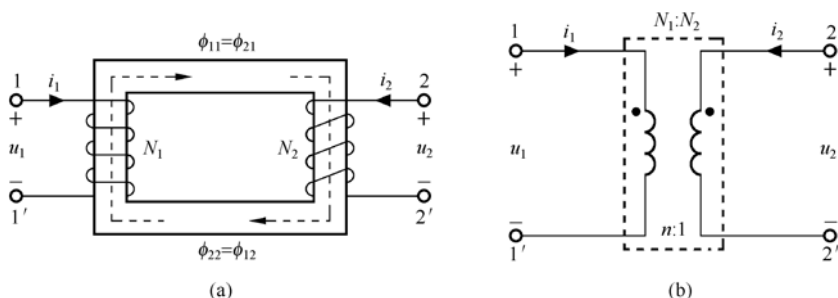 ϕ11=ϕ21
1 i1 i2 2
+ +
u1 N1 N2 u2
− −
1′ 2′
ϕ22=ϕ12
(a)
N1:N2
1 i1 i2 2
+ +
u1 u2
− −
1′ n:1 2′
(b)